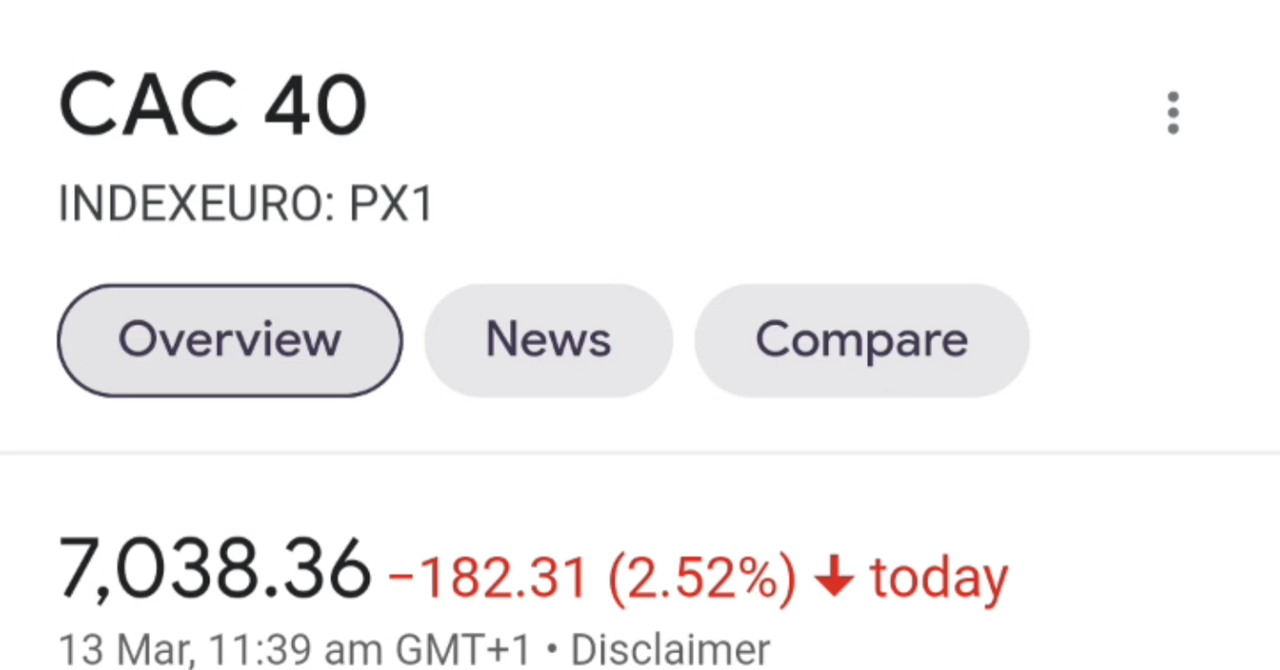 CAC 40
INDEXEURO: PX1
Overview News Compare
7,038.36 −182.31 (2.52%) ↓ today
13 Mar, 11:39 am GMT+1 • Disclaimer